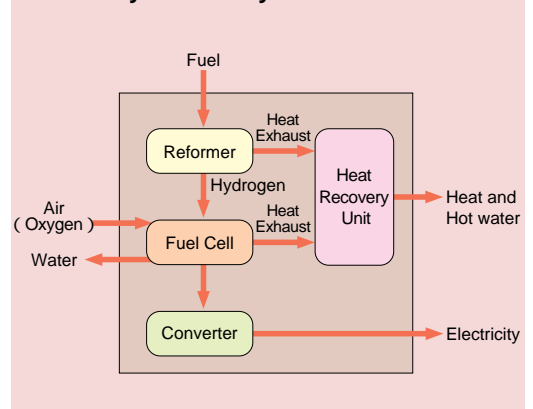 Fuel
Heat
Exhaust
Reformer
Heat
Recovery
Unit
Hydrogen
Heat and
Hot water
Air
( Oxygen )
Heat
Exhaust
Fuel Cell
Water
Converter
Electricity